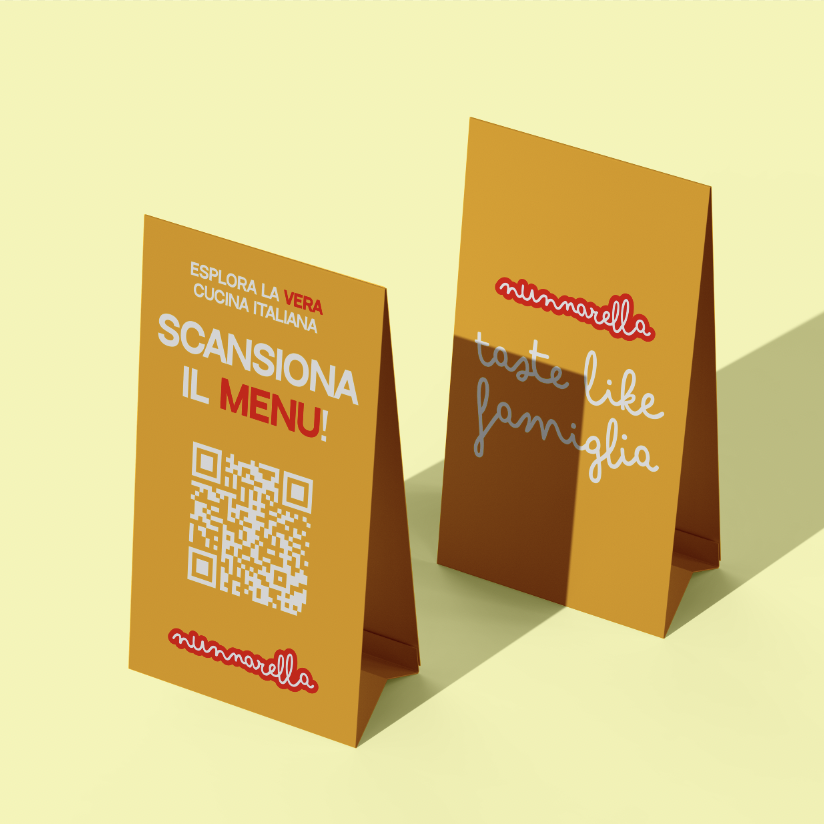 ESPLORA LA VERA
CUCINA ITALIANA
SCANSIONA
IL MENU!
nunnarella
nunnarella
taste like
famiglia